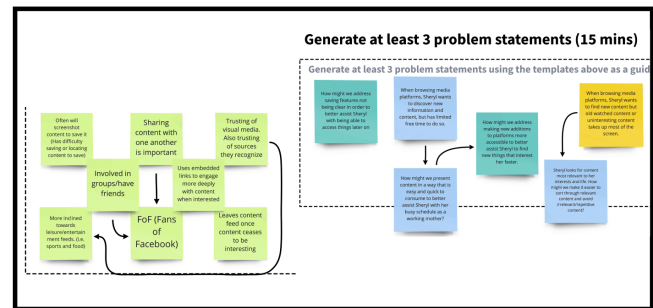 Generate at least 3 problem statements (15 mins)
Generate at least 3 problem statements using the templates above as a guid
Often will
screenshot
content to save it
(Has difficulty
saving or locating
content to save)
Sharing
content with
one another
is important
Trusting of
visual media.
Also trusting
of sources
they recognize
Involved in
groups/have
friends
Uses embedded
links to engage
more deeply
with content
when interested
More inclined
towards
leisure/entertain
ment feeds. (i.e.
sports and food)
FoF (Fans
of
Facebook)
Leaves content
feed once
content ceases
to be
interesting
How might we address
saving features not
being clear in order to
better assist Sheryl
with being able to
access things later on
When browsing media
platforms, Sheryl wants
to discover new
information and
content, but has limited
free time to do so.
How might we present
content in a way that is
easy and quick to
consume to better
assist Sheryl with her
busy schedule as a
working mother?
How might we address
making new additions
to platforms more
accessible to better
assist Sheryl to find
new things that interest
her faster.
When browsing media
platforms, Sheryl wants
to find new content but
old watched content or
uninteresting content
takes up most of the
screen.
Sheryl looks for content
most relevant to her
interests and life. How
might we make it easier to
sort through relevant
content and avoid
irrelevant/repetitive
content?